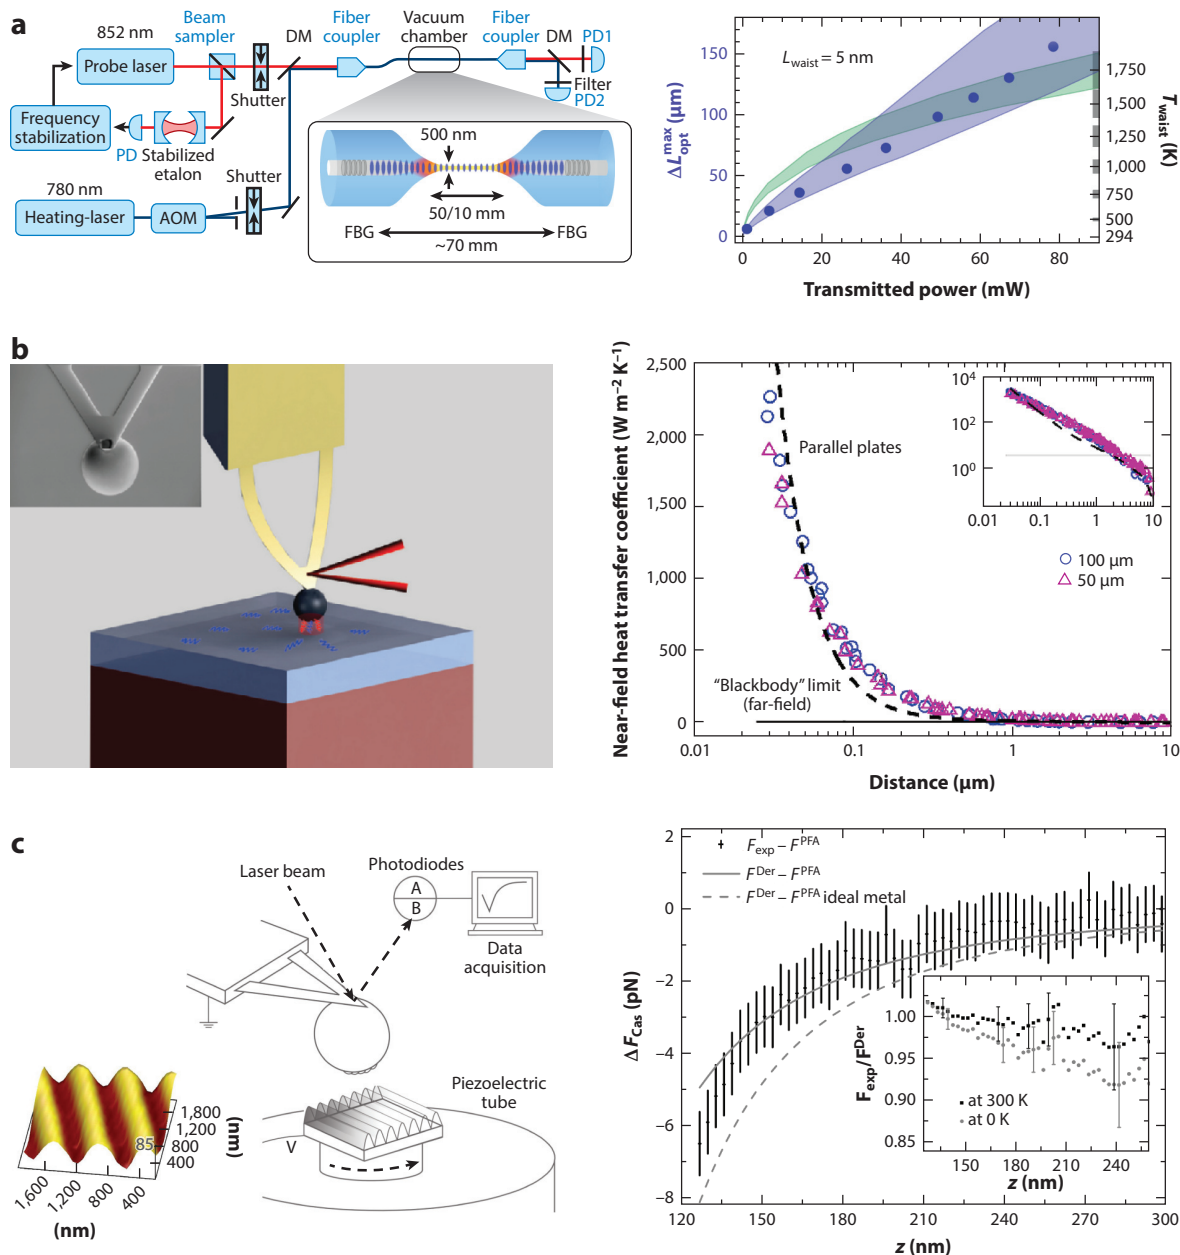 a
852 nm
Probe laser
Beam
sampler
Shutter
DM
Fiber
coupler
Vacuum
chamber
Fiber
coupler
DM
PD1
Filter
PD2
Frequency
stabilization
PD
Stabilized
etalon
780 nm
Heating-laser
AOM
Shutter
500 nm
50/10 mm
FBG
FBG
~70 mm
150
100
50
0
ΔL_opt^max (μm)
L_waist = 5 nm
1,750
1,500
1,250
1,000
750
500
294
T_waist (K)
0 20 40 60 80
Transmitted power (mW)
b
Near-field heat transfer coefficient (W m⁻² K⁻¹)
2,500
2,000
1,500
1,000
500
0
Parallel plates
"Blackbody" limit
(far-field)
10⁴
10²
10⁰
0.01 0.1 1 10
100 μm
50 μm
0.01 0.1 1 10
Distance (μm)
c
Laser beam
Photodiodes
A
B
Data
acquisition
Piezoelectric
tube
V
1,800
1,200
800
400
85
(nm)
1,600
1,200
800
400
(nm)
ΔF_Cas (pN)
2
0
−2
−4
−6
−8
F_exp − F^PFA
F^Der − F^PFA
F^Der − F^PFA ideal metal
F_exp/F^Der
1.00
0.95
0.90
0.85
at 300 K
at 0 K
150 180 210 240
z (nm)
120 150 180 210 240 270 300
z (nm)